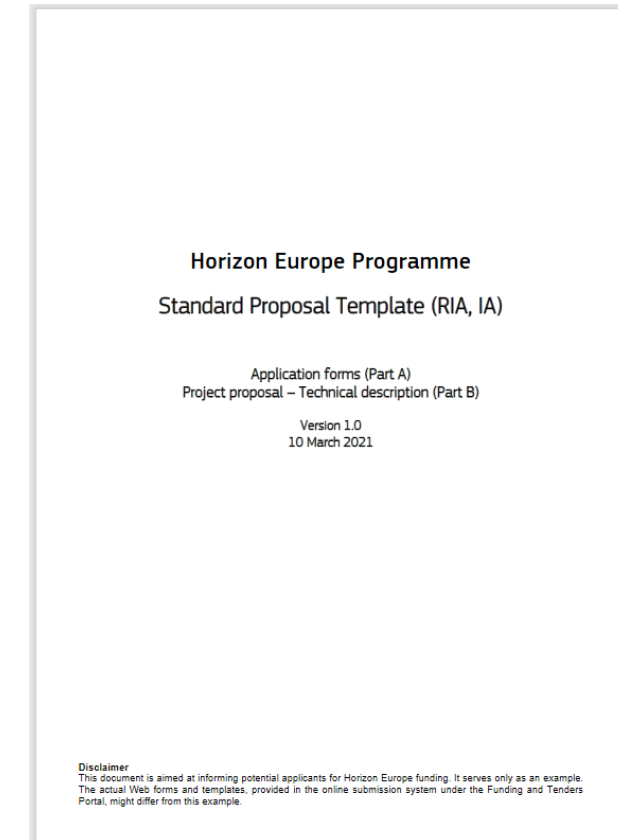 Horizon Europe Programme
Standard Proposal Template (RIA, IA)
Application forms (Part A)
Project proposal – Technical description (Part B)
Version 1.0
10 March 2021
Disclaimer
This document is aimed at informing potential applicants for Horizon Europe funding. It serves only as an example.
The actual Web forms and templates, provided in the online submission system under the Funding and Tenders
Portal, might differ from this example.